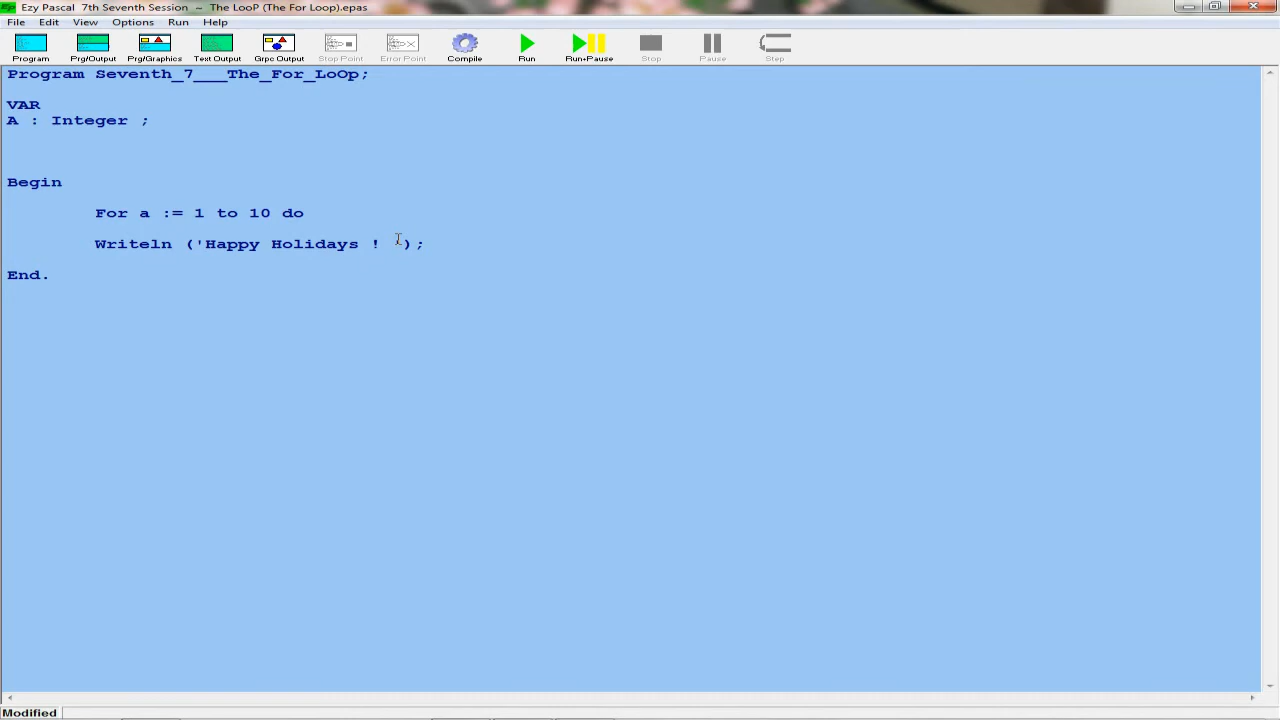 Ezy Pascal  7th Seventh Session  ~  The LooP (The For Loop).epas
File Edit View Options Run Help
Program Prg/Output Prg/Graphics Text Output Grpc Output Stop Point Error Point Compile Run Run+Pause Stop Pause Step
Program Seventh_7___The_For_LoOp;
VAR
A : Integer ;
Begin
For a := 1 to 10 do
Writeln ('Happy Holidays !  ');
End.
Modified